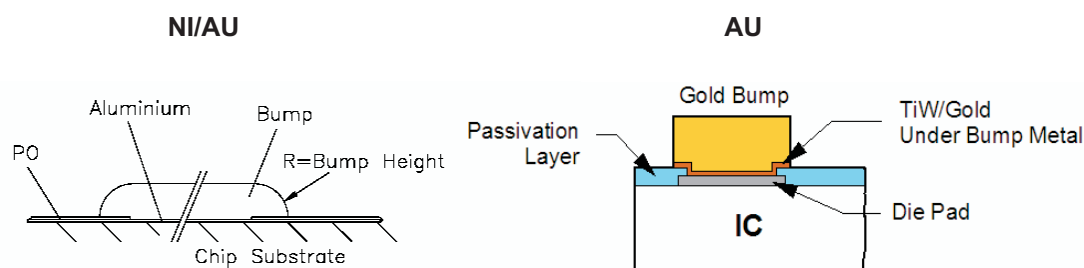 NI/AU
AU
Aluminium
Bump
PO
R=Bump Height
Chip Substrate
Gold Bump
TiW/Gold
Under Bump Metal
Passivation
Layer
Die Pad
IC